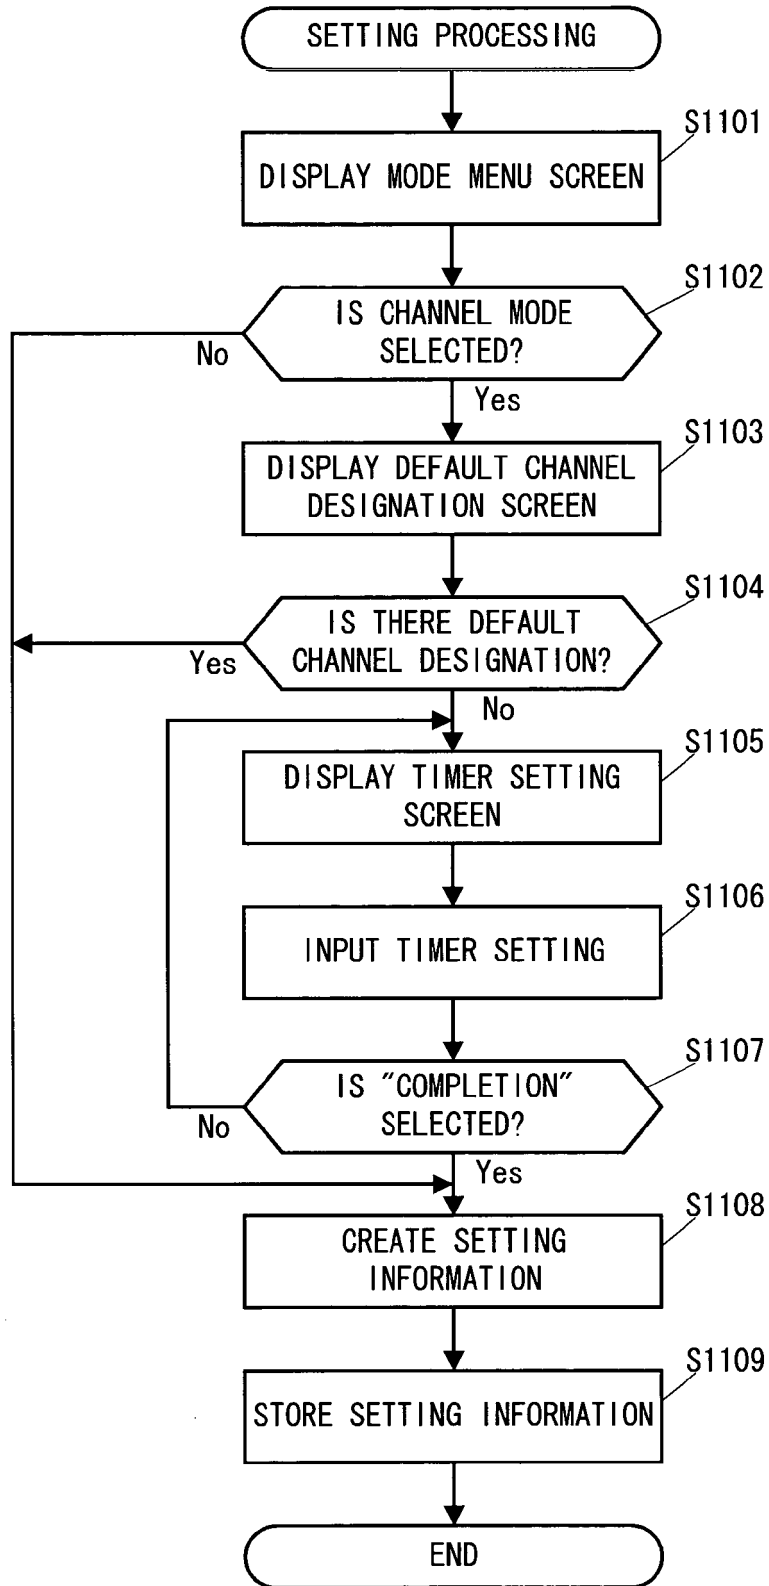 SETTING PROCESSING
S1101
DISPLAY MODE MENU SCREEN
S1102
IS CHANNEL MODE
SELECTED?
No
Yes
S1103
DISPLAY DEFAULT CHANNEL
DESIGNATION SCREEN
S1104
IS THERE DEFAULT
CHANNEL DESIGNATION?
Yes
No
S1105
DISPLAY TIMER SETTING
SCREEN
S1106
INPUT TIMER SETTING
S1107
IS "COMPLETION"
SELECTED?
No
Yes
S1108
CREATE SETTING
INFORMATION
S1109
STORE SETTING INFORMATION
END